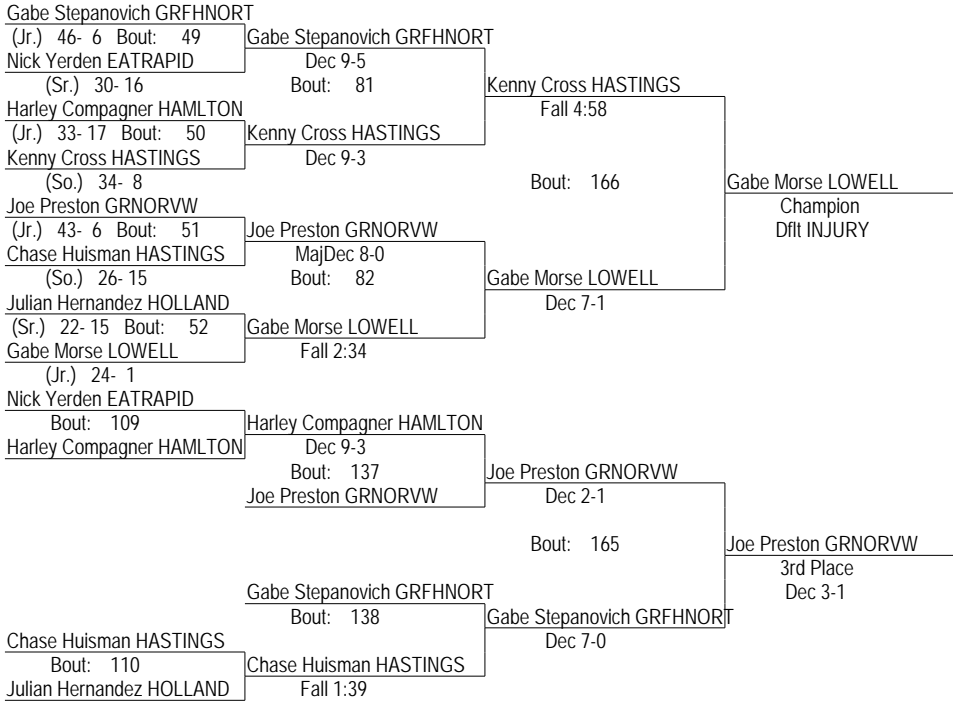 Gabe Stepanovich GRFHNORT
(Jr.) 46- 6 Bout: 49
Gabe Stepanovich GRFHNORT
Nick Yerden EATRAPID
Dec 9-5
(Sr.) 30- 16
Bout: 81
Kenny Cross HASTINGS
Harley Compagner HAMLTON
Fall 4:58
(Jr.) 33- 17 Bout: 50
Kenny Cross HASTINGS
Kenny Cross HASTINGS
Dec 9-3
(So.) 34- 8
Bout: 166
Gabe Morse LOWELL
Joe Preston GRNORVW
Champion
(Jr.) 43- 6 Bout: 51
Joe Preston GRNORVW
Dflt INJURY
Chase Huisman HASTINGS
MajDec 8-0
(So.) 26- 15
Bout: 82
Gabe Morse LOWELL
Julian Hernandez HOLLAND
Dec 7-1
(Sr.) 22- 15 Bout: 52
Gabe Morse LOWELL
Gabe Morse LOWELL
Fall 2:34
(Jr.) 24- 1
Nick Yerden EATRAPID
Bout: 109
Harley Compagner HAMLTON
Harley Compagner HAMLTON
Dec 9-3
Bout: 137
Joe Preston GRNORVW
Joe Preston GRNORVW
Dec 2-1
Bout: 165
Joe Preston GRNORVW
3rd Place
Gabe Stepanovich GRFHNORT
Dec 3-1
Bout: 138
Gabe Stepanovich GRFHNORT
Chase Huisman HASTINGS
Dec 7-0
Bout: 110
Chase Huisman HASTINGS
Julian Hernandez HOLLAND
Fall 1:39